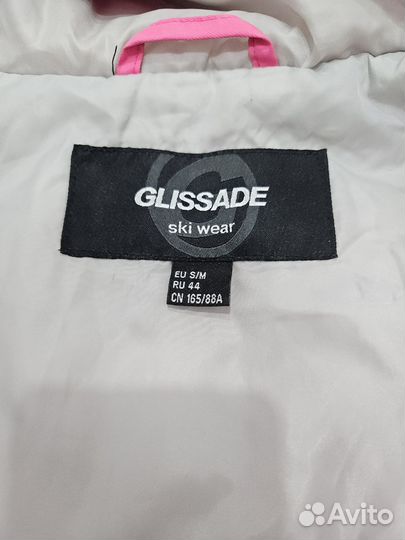 GLISSADE
ski wear
EU S/M
RU 44
CN 165/88A
Avito